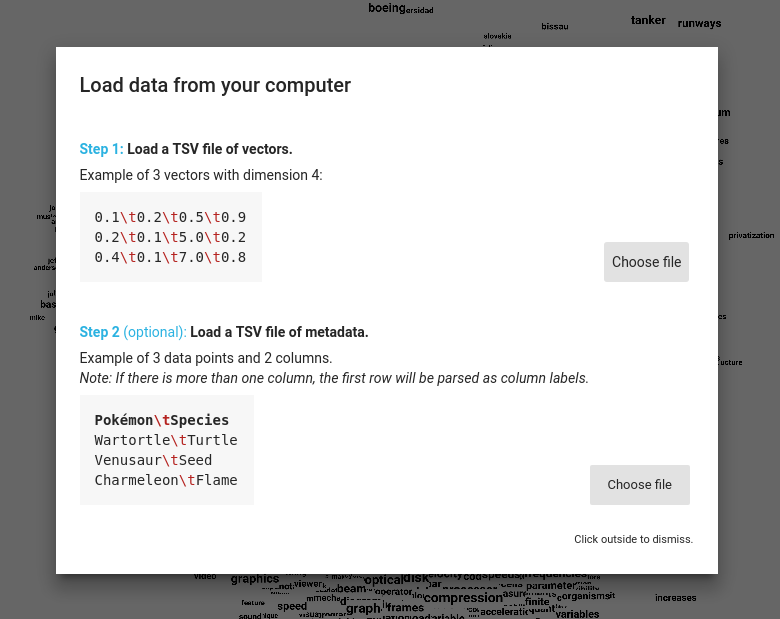 boeing
ersidad
tanker
runways
bissau
slovakia
Load data from your computer
Step 1: Load a TSV file of vectors.
Example of 3 vectors with dimension 4:
0.1\t0.2\t0.5\t0.9
0.2\t0.1\t5.0\t0.2
0.4\t0.1\t7.0\t0.8
privatization
Choose file
mike
Step 2 (optional): Load a TSV file of metadata.
Example of 3 data points and 2 columns.
Note: If there is more than one column, the first row will be parsed as column labels.
Pokémon\tSpecies
Wartortle\tTurtle
Venusaur\tSeed
Charmeleon\tFlame
Choose file
Click outside to dismiss.
video
graphics
viewer
optical
disk
beam
operator
parameter
compression
organisms
increases
feature
speed
graph
frames
finite
variables
sound